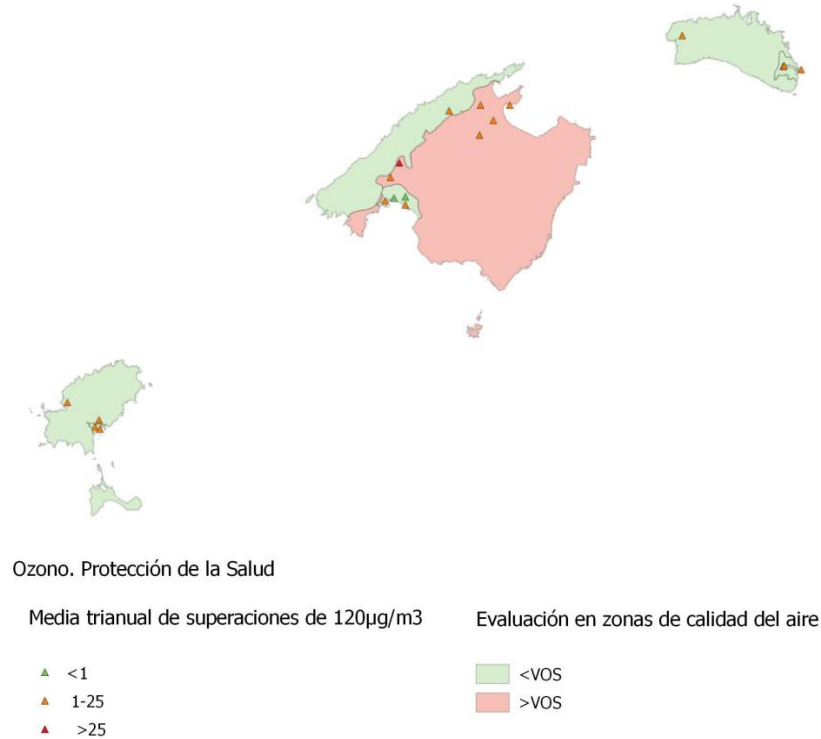 Ozono. Protección de la Salud
Media trianual de superaciones de 120µg/m3
<1
1-25
>25
Evaluación en zonas de calidad del aire
<VOS
>VOS